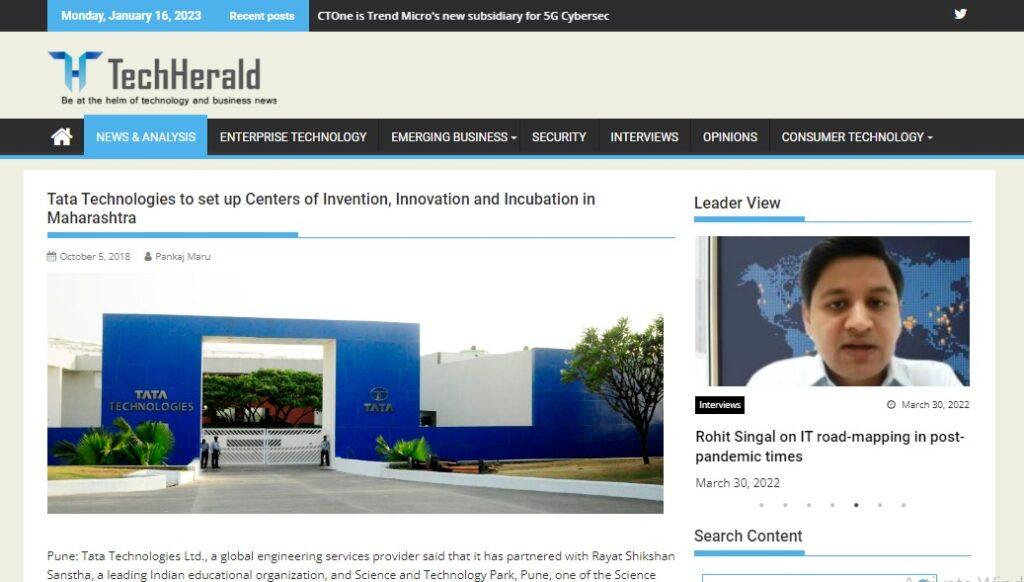 Monday, January 16, 2023
Recent posts
CTOne is Trend Micro's new subsidiary for 5G Cybersec
TechHerald
Be at the helm of technology and business news
NEWS & ANALYSIS
ENTERPRISE TECHNOLOGY
EMERGING BUSINESS
SECURITY
INTERVIEWS
OPINIONS
CONSUMER TECHNOLOGY
Tata Technologies to set up Centers of Invention, Innovation and Incubation in
Maharashtra
October 5, 2018
Pankaj Maru
TATA
TECHNOLOGIES
TATA
Pune: Tata Technologies Ltd., a global engineering services provider said that it has partnered with Rayat Shikshan
Sanstha, a leading Indian educational organization, and Science and Technology Park, Pune, one of the Science
Leader View
Interviews
March 30, 2022
Rohit Singal on IT road-mapping in post-
pandemic times
March 30, 2022
Search Content